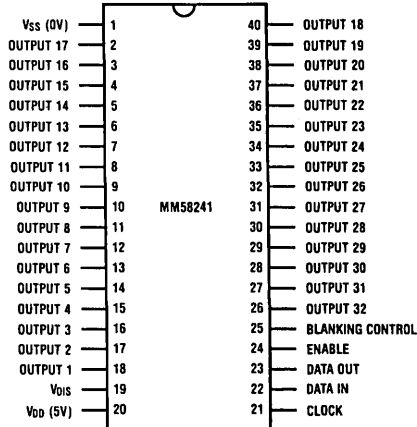 VSS (0V) 1 40 OUTPUT 18
OUTPUT 17 2 39 OUTPUT 19
OUTPUT 16 3 38 OUTPUT 20
OUTPUT 15 4 37 OUTPUT 21
OUTPUT 14 5 36 OUTPUT 22
OUTPUT 13 6 35 OUTPUT 23
OUTPUT 12 7 34 OUTPUT 24
OUTPUT 11 8 33 OUTPUT 25
OUTPUT 10 9 32 OUTPUT 26
OUTPUT 9 10 MM58241 31 OUTPUT 27
OUTPUT 8 11 30 OUTPUT 28
OUTPUT 7 12 29 OUTPUT 29
OUTPUT 6 13 28 OUTPUT 30
OUTPUT 5 14 27 OUTPUT 31
OUTPUT 4 15 26 OUTPUT 32
OUTPUT 3 16 25 BLANKING CONTROL
OUTPUT 2 17 24 ENABLE
OUTPUT 1 18 23 DATA OUT
VDIS 19 22 DATA IN
VDD (5V) 20 21 CLOCK